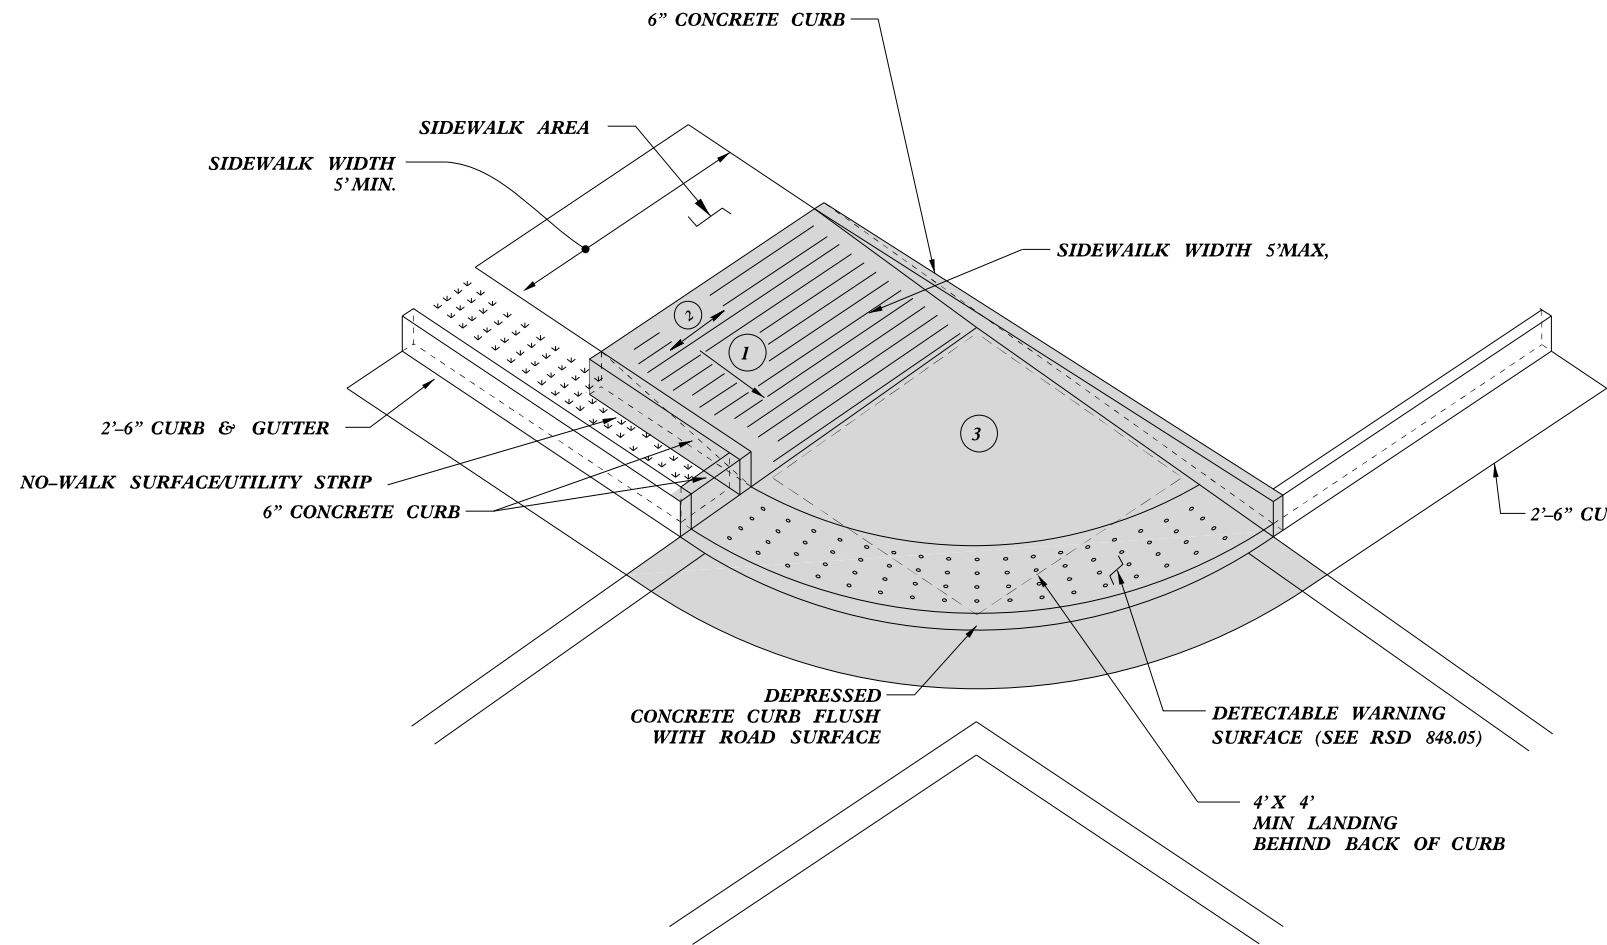 6” CONCRETE CURB
SIDEWALK AREA
SIDEWALK WIDTH
5’ MIN.
SIDEWAILK WIDTH 5’MAX,
2
1
3
2’–6” CURB & GUTTER
NO–WALK SURFACE/UTILITY STRIP
6” CONCRETE CURB
2’–6” CU
DEPRESSED
CONCRETE CURB FLUSH
WITH ROAD SURFACE
DETECTABLE WARNING
SURFACE (SEE RSD 848.05)
4’ X 4’
MIN LANDING
BEHIND BACK OF CURB